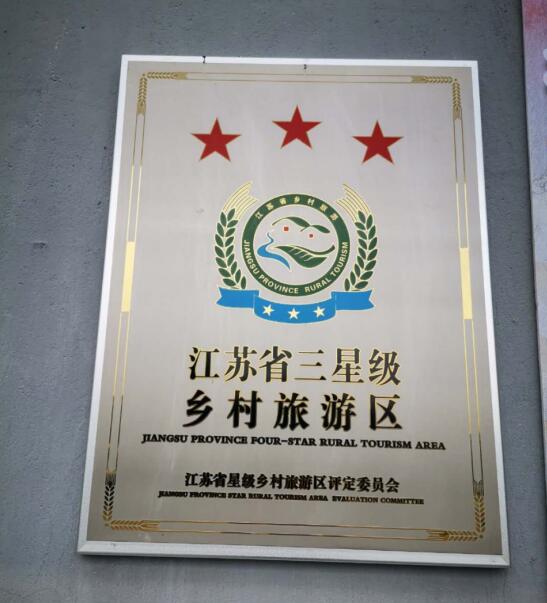 江苏省乡村旅游
JIANGSU PROVINCE RURAL TOURISM
江苏省三星级
乡村旅游区
JIANGSU PROVINCE FOUR-STAR RURAL TOURISM AREA
江苏省星级乡村旅游区评定委员会
JIANGSU PROVINCE STAR RURAL TOURISM AREA EVALUATION COMMITTEE